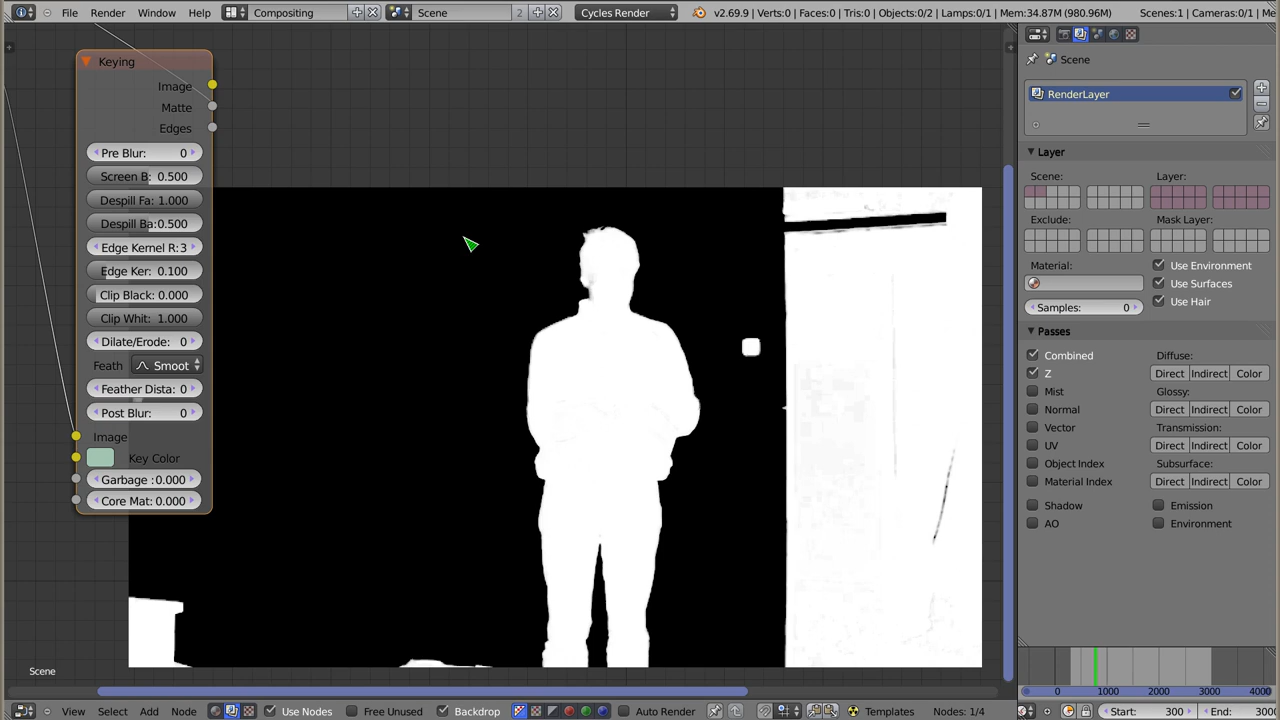 File Render Window Help Compositing Scene 2 Cycles Render v2.69.9 | Verts:0 | Faces:0 | Tris:0 | Objects:0/2 | Lamps:0/1 | Mem:34.87M (980.96M) Scenes:1 | Cameras:0/1 | Me
Keying
Image
Matte
Edges
Pre Blur: 0
Screen B: 0.500
Despill Fa: 1.000
Despill Ba:0.500
Edge Kernel R:3
Edge Ker: 0.100
Clip Black: 0.000
Clip Whit: 1.000
Dilate/Erode: 0
Feath Smoot
Feather Dista: 0
Post Blur: 0
Image
Key Color
Garbage :0.000
Core Mat: 0.000
Scene
Scene
RenderLayer
Layer
Scene: Layer:
Exclude: Mask Layer:
Material: Use Environment
Use Surfaces
Samples: 0 Use Hair
Passes
Combined Diffuse:
Z Direct Indirect Color
Mist Glossy:
Normal Direct Indirect Color
Vector Transmission:
UV Direct Indirect Color
Object Index Subsurface:
Material Index Direct Indirect Color
Shadow Emission
AO Environment
0 1000 2000 3000 4000
View Select Add Node Use Nodes Free Unused Backdrop Auto Render Templates Nodes: 1/4 Start: 300 End: 300